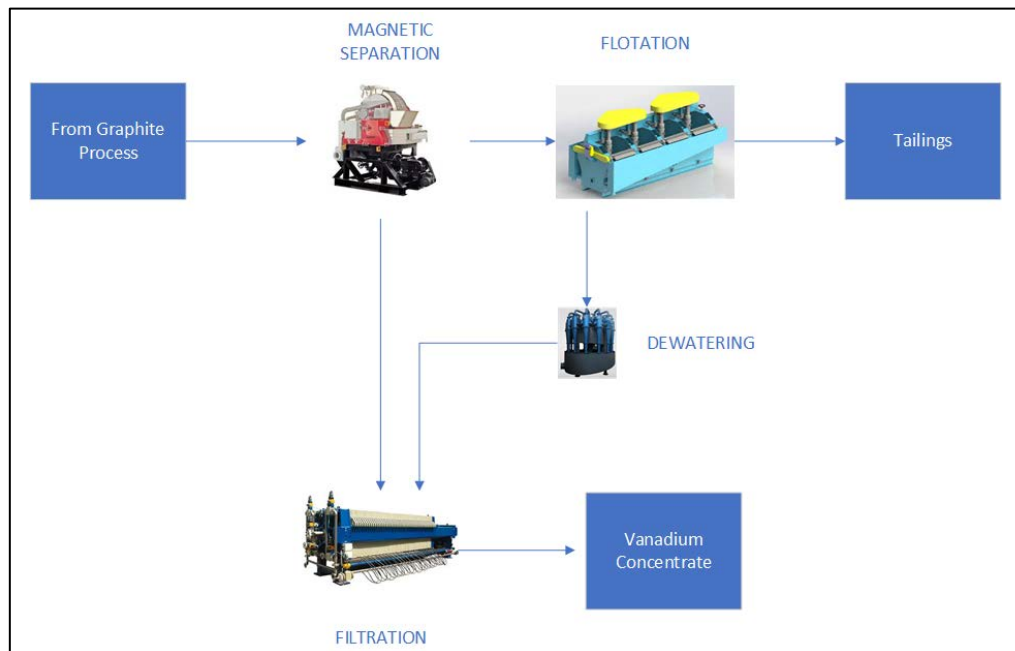 MAGNETIC
SEPARATION
FLOTATION
From Graphite
Process
Tailings
DEWATERING
Vanadium
Concentrate
FILTRATION